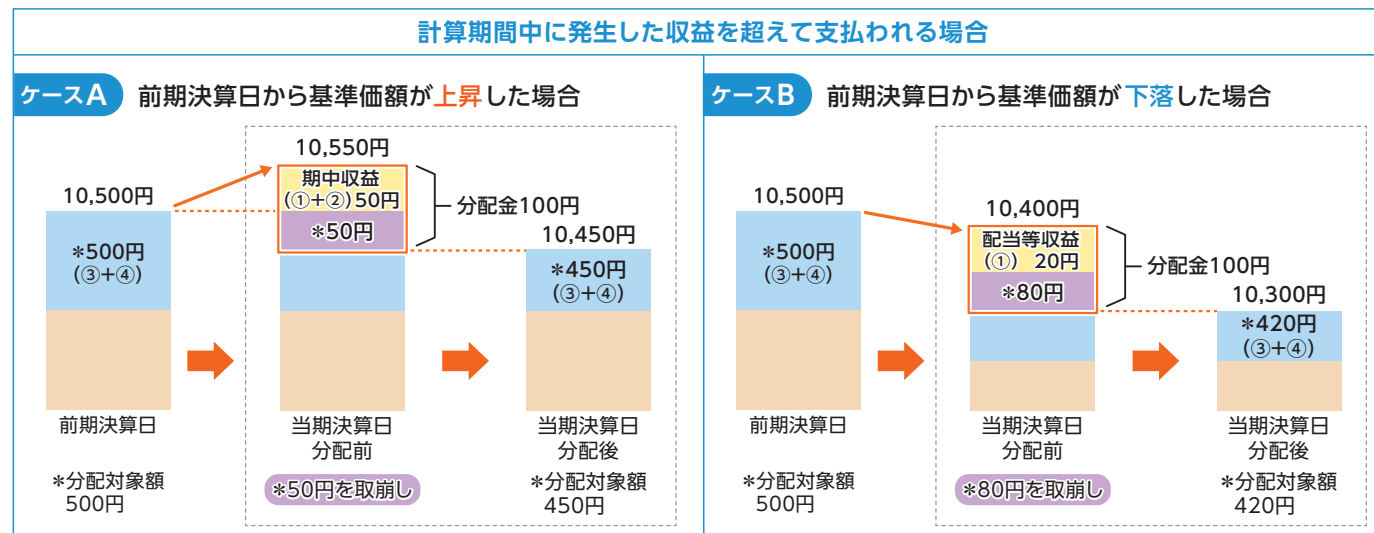 計算期間中に発生した収益を超えて支払われる場合
ケースA 前期決算日から基準価額が上昇した場合
10,550円
10,500円
期中収益
(①+②)50円
*50円
分配金100円
10,450円
*500円
(③+④)
*450円
(③+④)
前期決算日
当期決算日
分配前
当期決算日
分配後
*分配対象額
500円
*50円を取崩し
*分配対象額
450円
ケースB 前期決算日から基準価額が下落した場合
10,500円
10,400円
配当等収益
(①) 20円
*80円
分配金100円
10,300円
*500円
(③+④)
*420円
(③+④)
前期決算日
当期決算日
分配前
当期決算日
分配後
*分配対象額
500円
*80円を取崩し
*分配対象額
420円